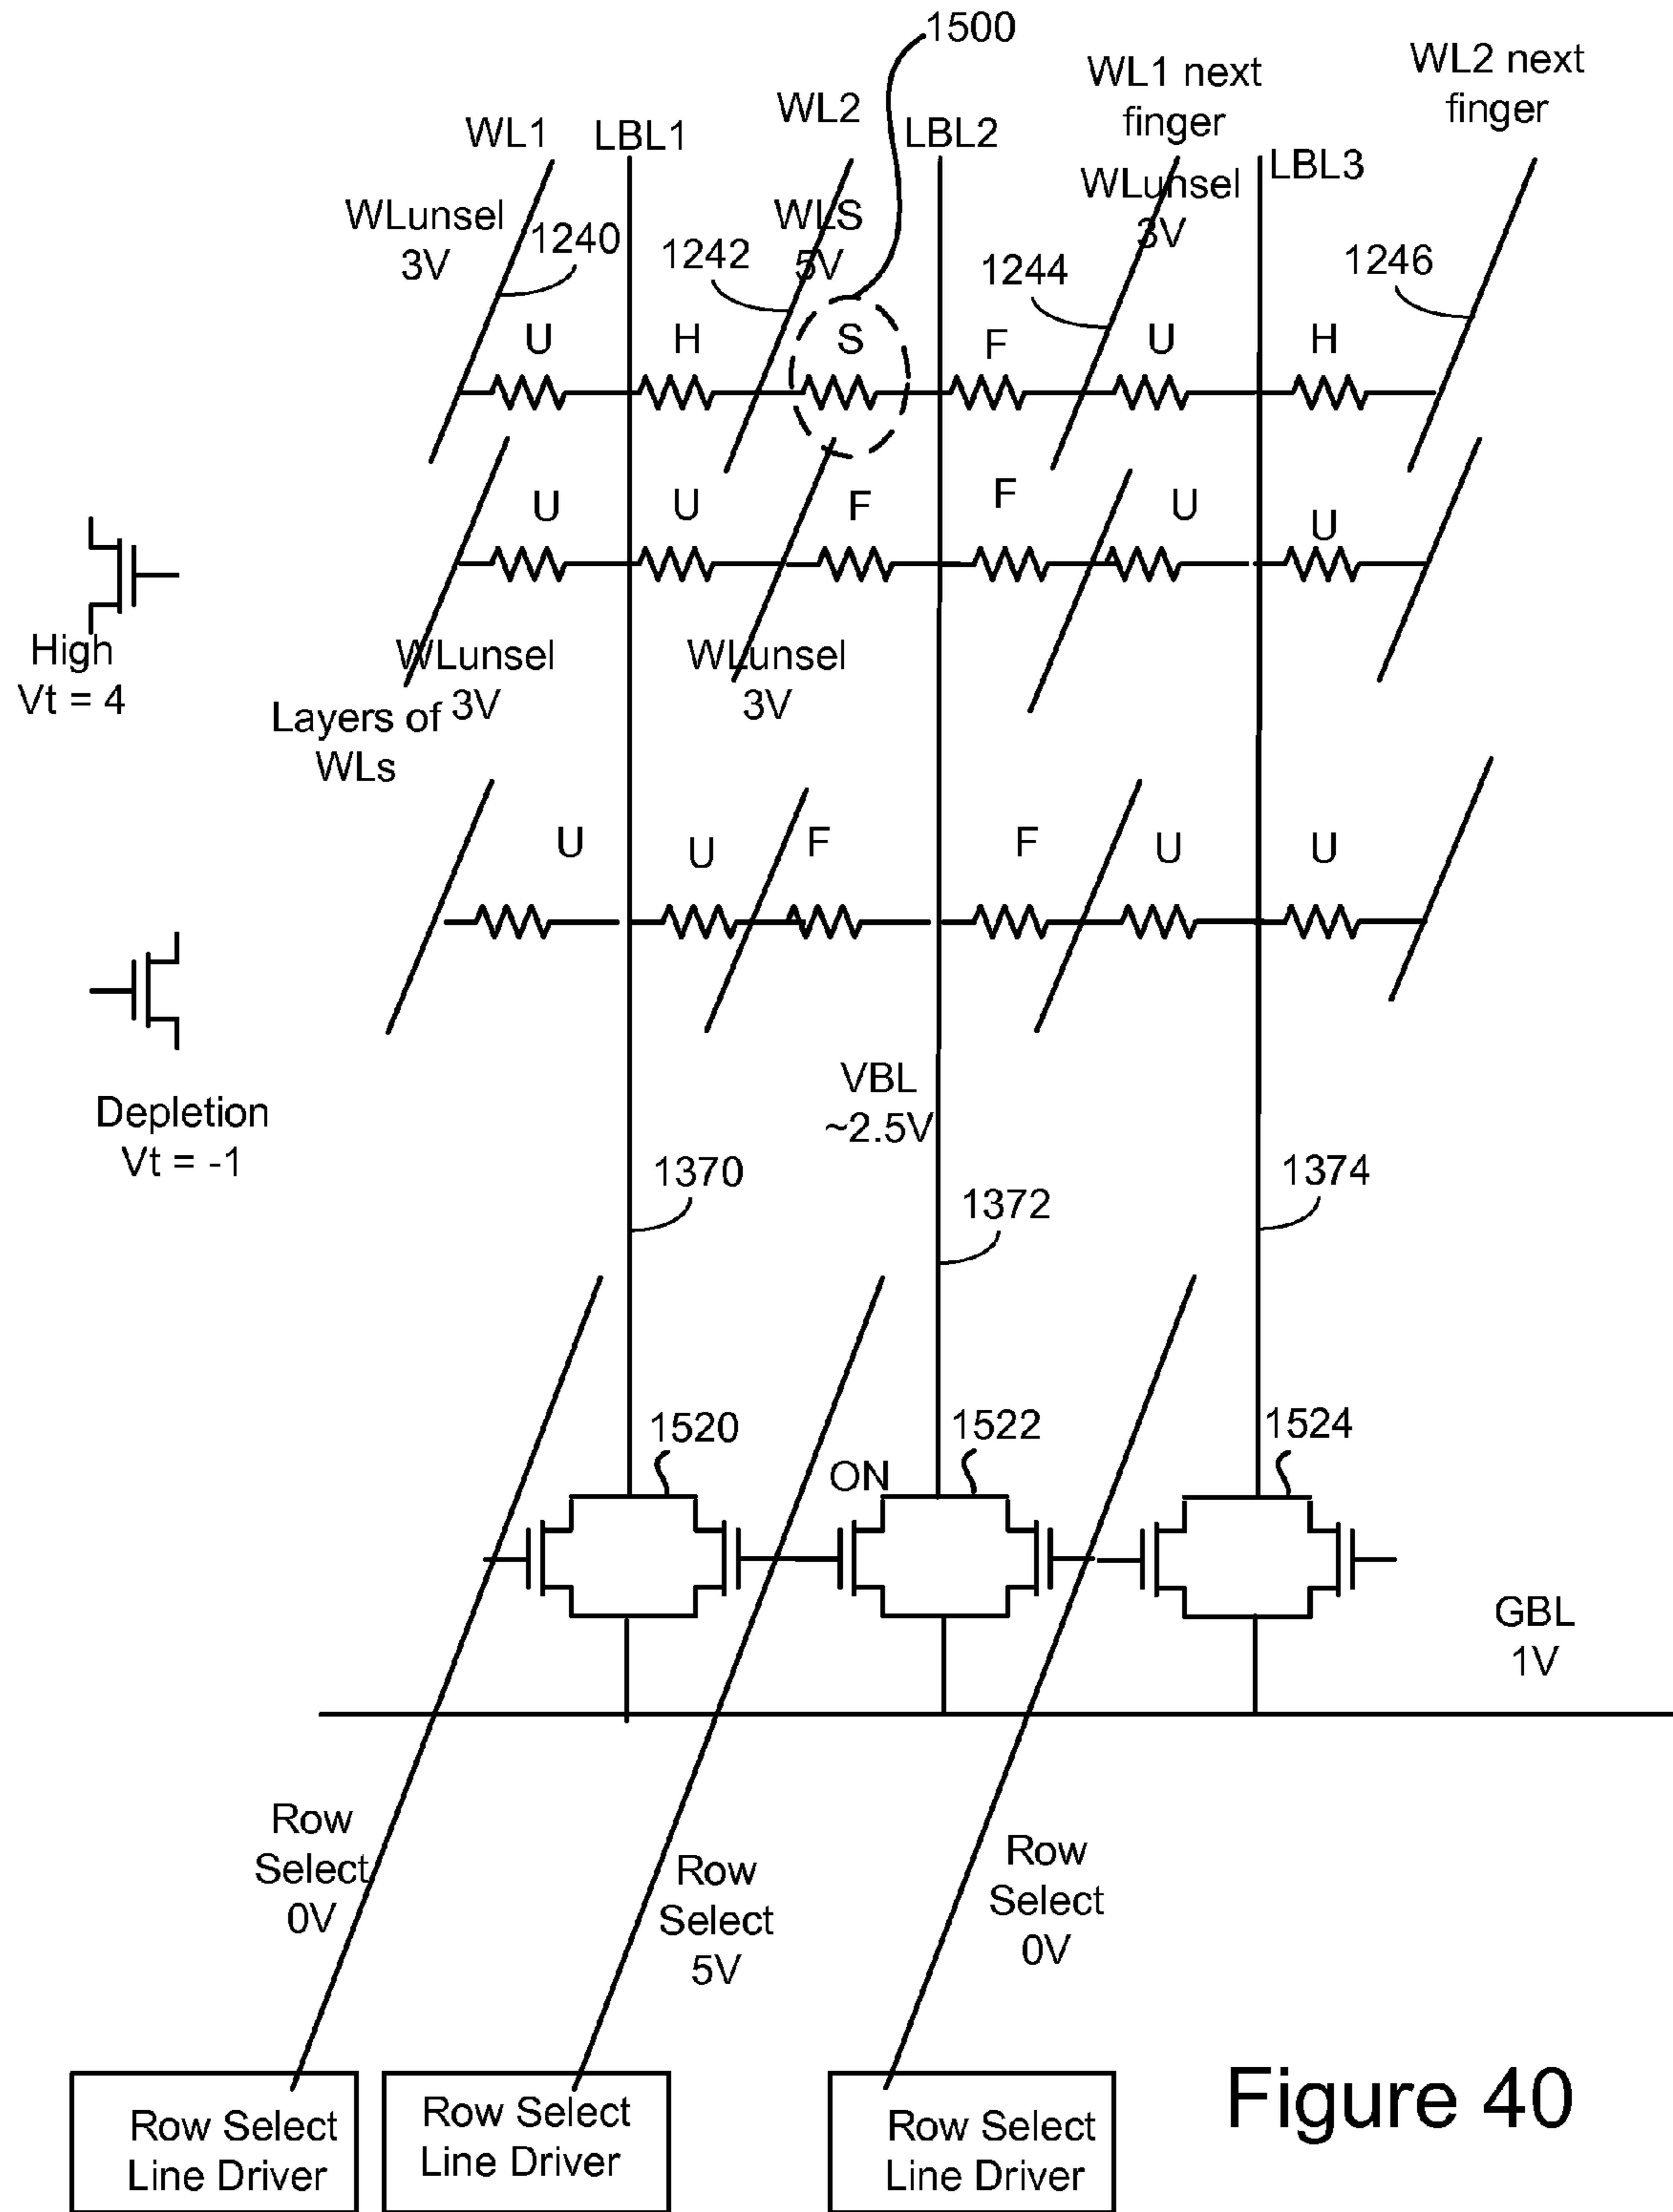 1500
WL1 next
finger
WL2 next
finger
WL1
LBL1
WL2
LBL2
LBL3
WLunsel
3V
1240
1242
WLS
5V
WLunsel
3V
1244
1246
U
H
S
F
U
H
U
U
F
F
U
U
High
Vt = 4
WLunsel
3V
WLunsel
3V
Layers of
WLs
U
U
F
F
U
U
Depletion
Vt = -1
VBL
~2.5V
1370
1372
1374
1520
ON
1522
1524
GBL
1V
Row
Select
0V
Row
Select
5V
Row
Select
0V
Row Select
Line Driver
Row Select
Line Driver
Row Select
Line Driver
Figure 40